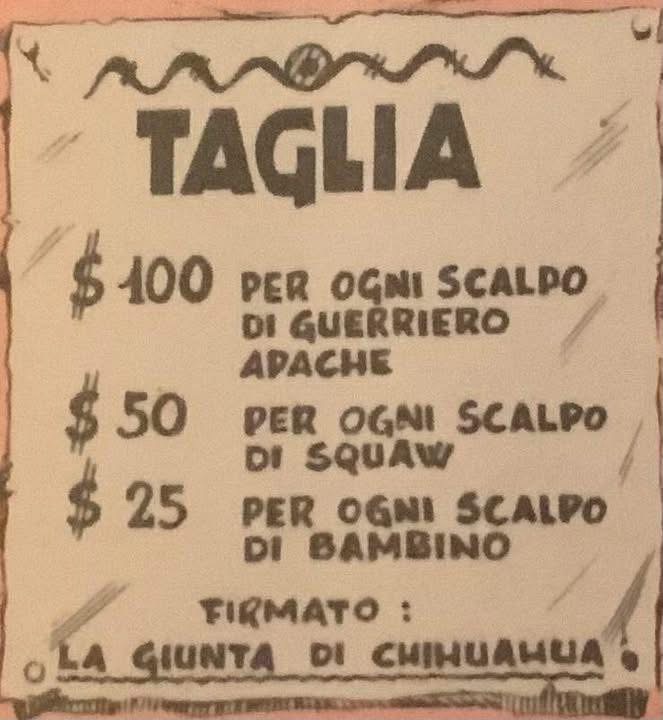 TAGLIA
$ 100 PER OGNI SCALPO
DI GUERRIERO
APACHE
$ 50 PER OGNI SCALPO
DI SQUAW
$ 25 PER OGNI SCALPO
DI BAMBINO
FIRMATO :
LA GIUNTA DI CHIHUAHUA